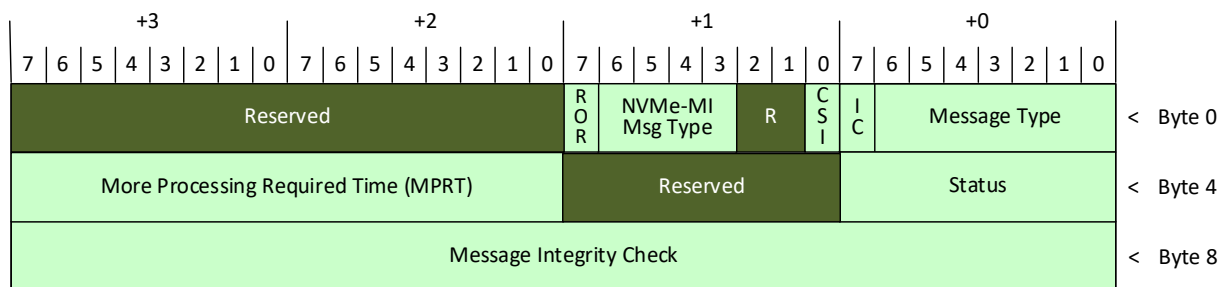 +3 +2 +1 +0
7 6 5 4 3 2 1 0 7 6 5 4 3 2 1 0 7 6 5 4 3 2 1 0 7 6 5 4 3 2 1 0
Reserved
R
O
R
NVMe-MI
Msg Type
R
C
S
I
I
C
Message Type
< Byte 0
More Processing Required Time (MPRT) Reserved Status < Byte 4
Message Integrity Check < Byte 8